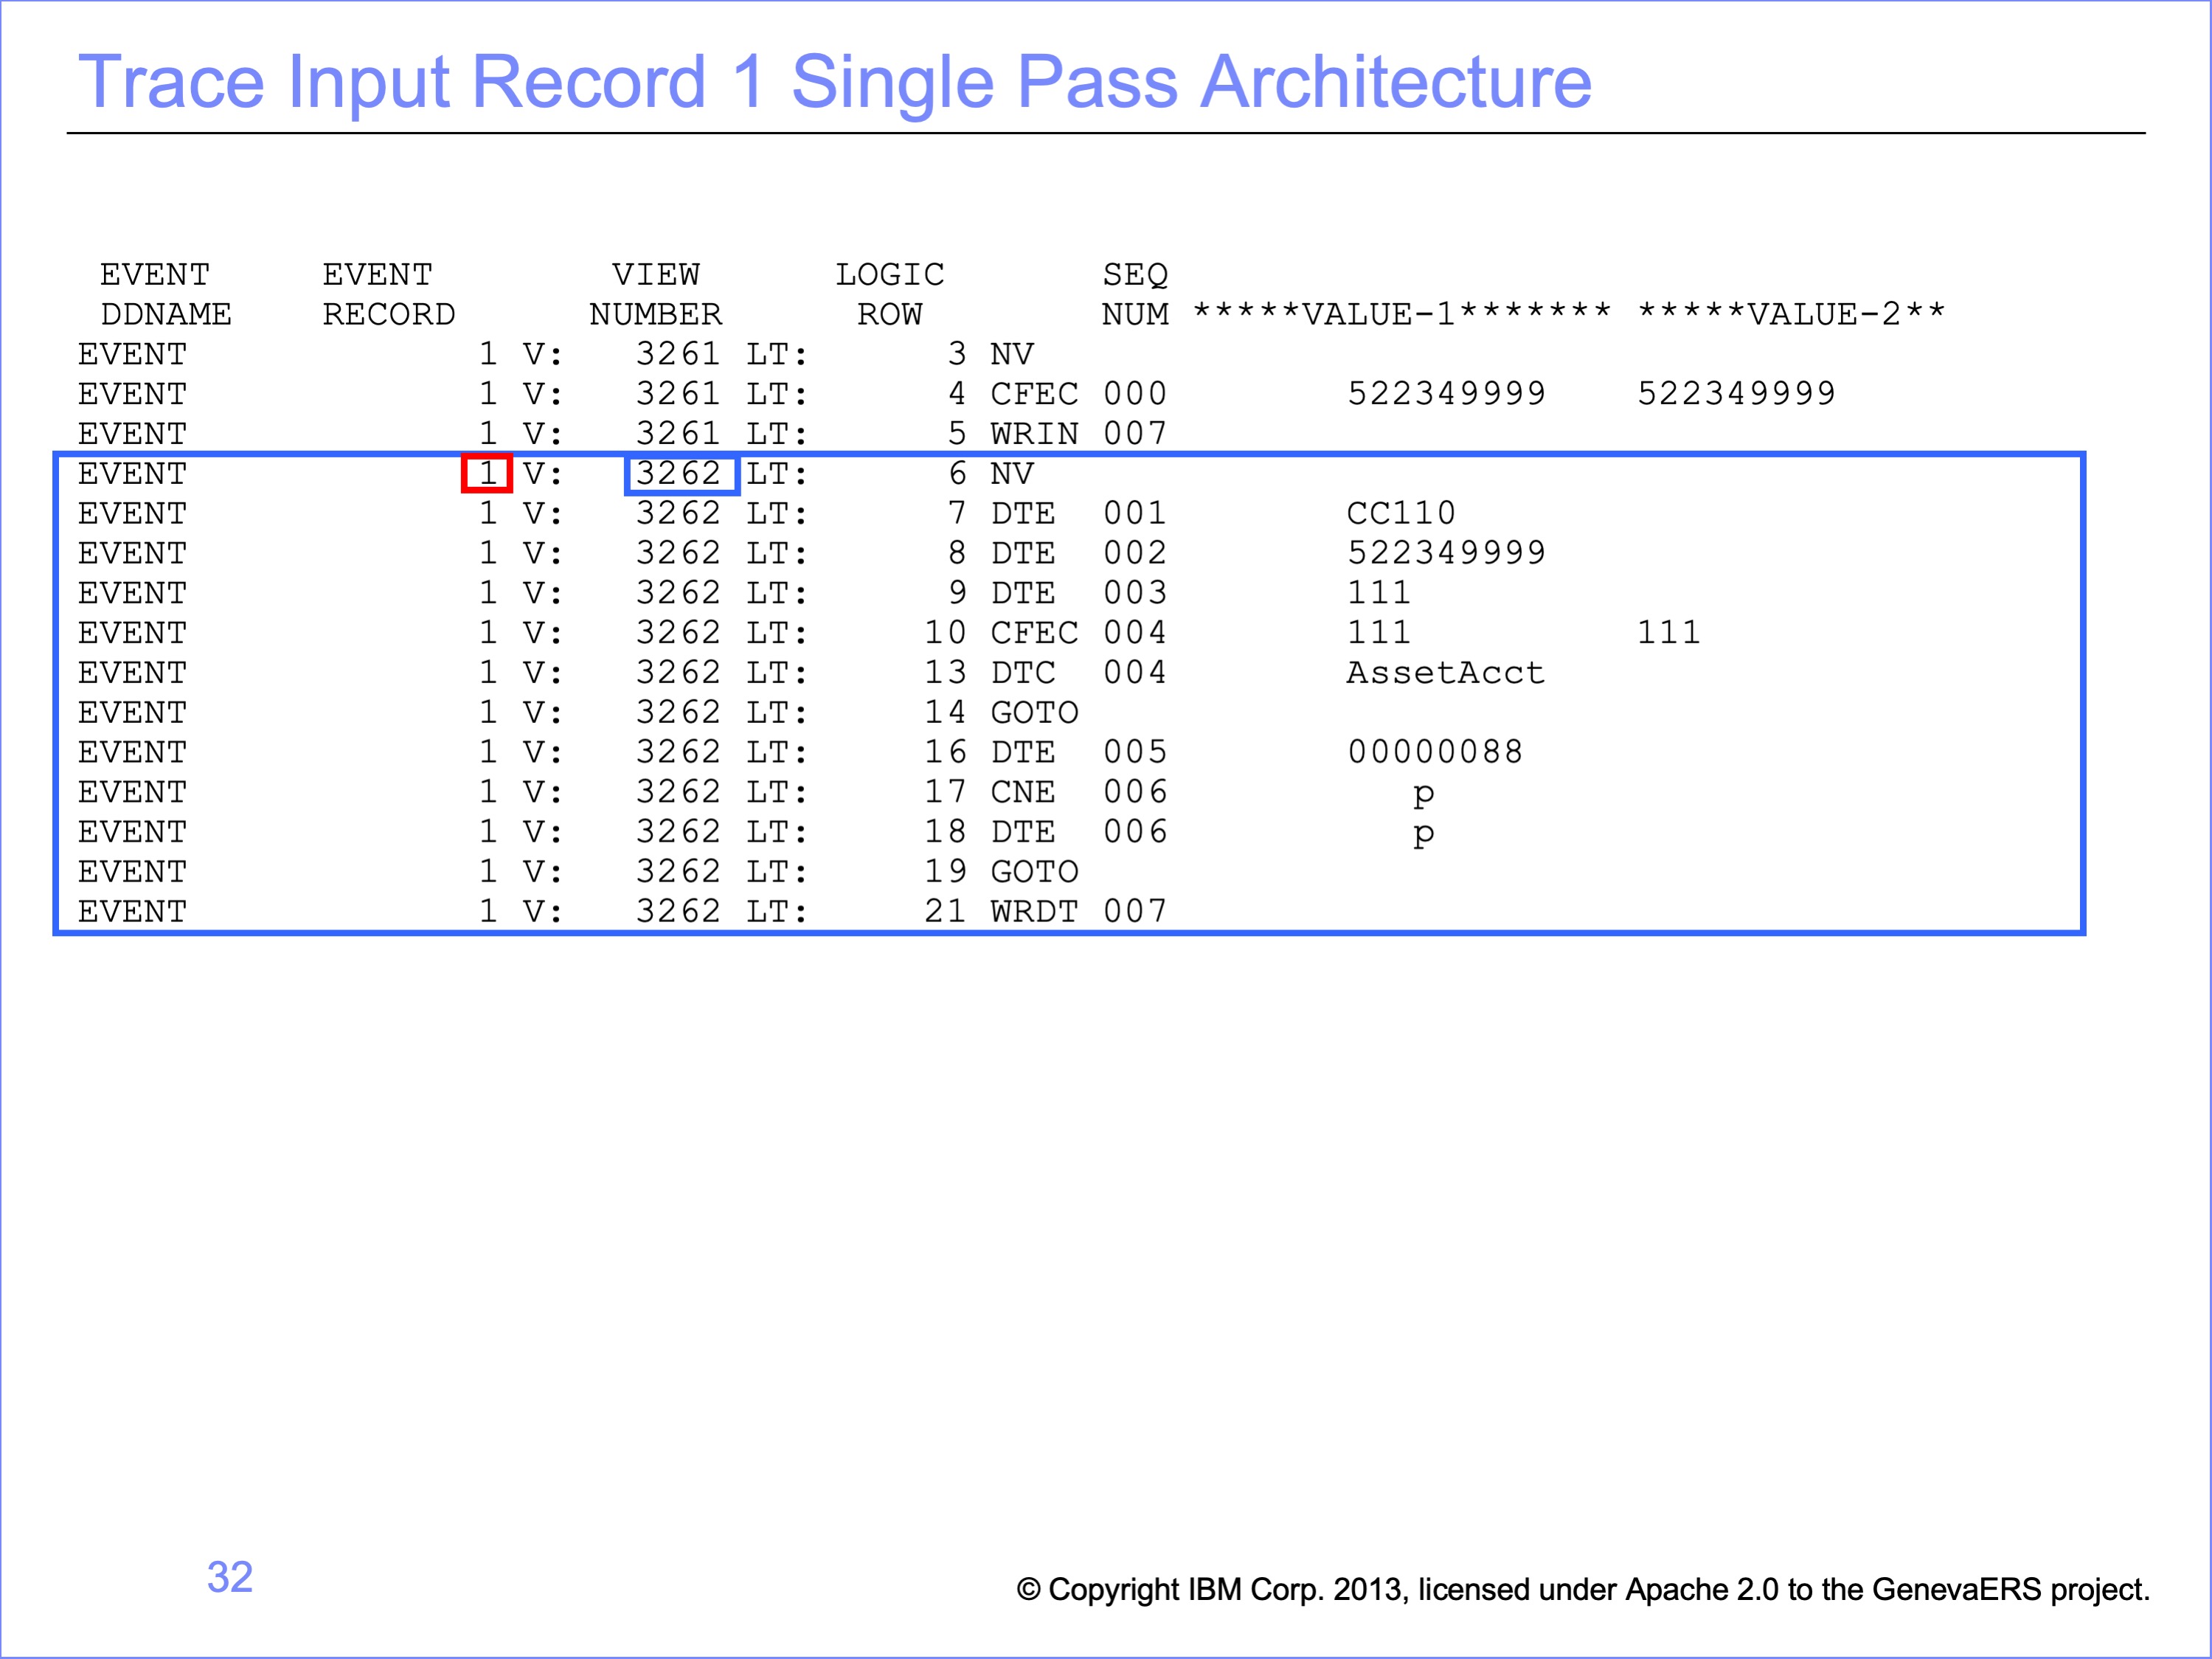 Trace Input Record 1 Single Pass Architecture
EVENT EVENT VIEW LOGIC SEQ
DDNAME RECORD NUMBER ROW NUM *****VALUE-1******* *****VALUE-2**
EVENT 1 V: 3261 LT: 3 NV
EVENT 1 V: 3261 LT: 4 CFEC 000 522349999 522349999
EVENT 1 V: 3261 LT: 5 WRIN 007
EVENT 1 V: 3262 LT: 6 NV
EVENT 1 V: 3262 LT: 7 DTE 001 CC110
EVENT 1 V: 3262 LT: 8 DTE 002 522349999
EVENT 1 V: 3262 LT: 9 DTE 003 111
EVENT 1 V: 3262 LT: 10 CFEC 004 111 111
EVENT 1 V: 3262 LT: 13 DTC 004 AssetAcct
EVENT 1 V: 3262 LT: 14 GOTO
EVENT 1 V: 3262 LT: 16 DTE 005 00000088
EVENT 1 V: 3262 LT: 17 CNE 006 p
EVENT 1 V: 3262 LT: 18 DTE 006 p
EVENT 1 V: 3262 LT: 19 GOTO
EVENT 1 V: 3262 LT: 21 WRDT 007
32
© Copyright IBM Corp. 2013, licensed under Apache 2.0 to the GenevaERS project.